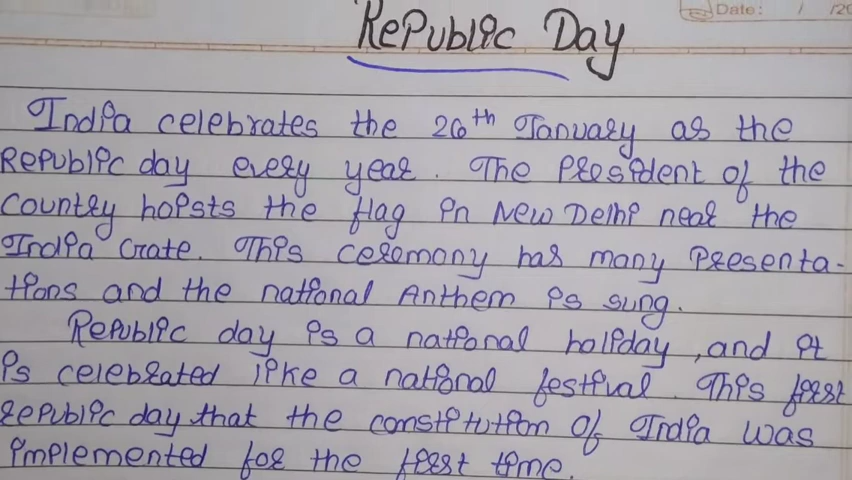 Date: / /20
Republic Day
India celebrates the 26th January as the
Republic day every year. The President of the
Country hoists the flag in New Delhi near the
India Gate. This ceremony has many Presenta-
tions and the national Anthem is sung.
Republic day is a national holiday, and it
is celebrated like a national festival. This first
republic day that the constitution of India was
implemented for the first time.